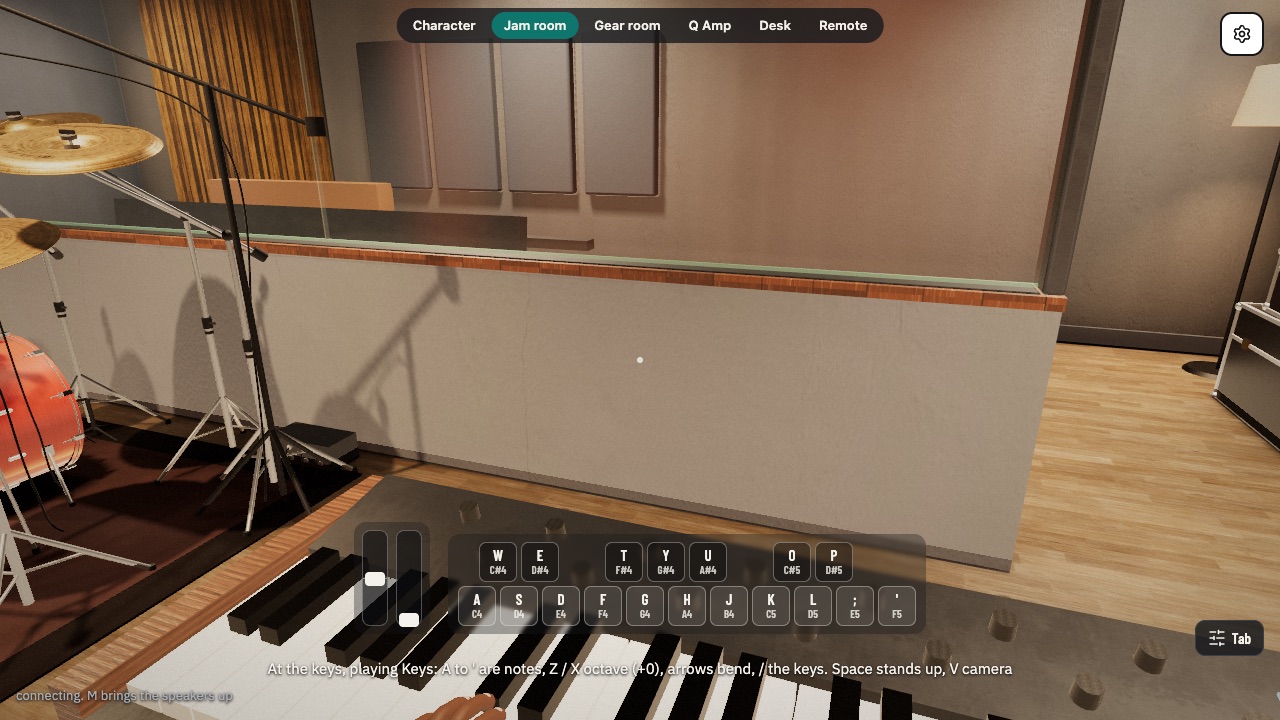 Character Jam room Gear room Q Amp Desk Remote
W E T Y U O P
C#4 D#4 F#4 G#4 A#4 C#5 D#5
A S D F G H J K L ; '
C4 D4 E4 F4 G4 A4 B4 C5 D5 E5 F5
Tab
At the keys, playing Keys: A to ' are notes, Z / X octave (+0), arrows bend, / the keys. Space stands up, V camera
connecting, M brings the speakers up